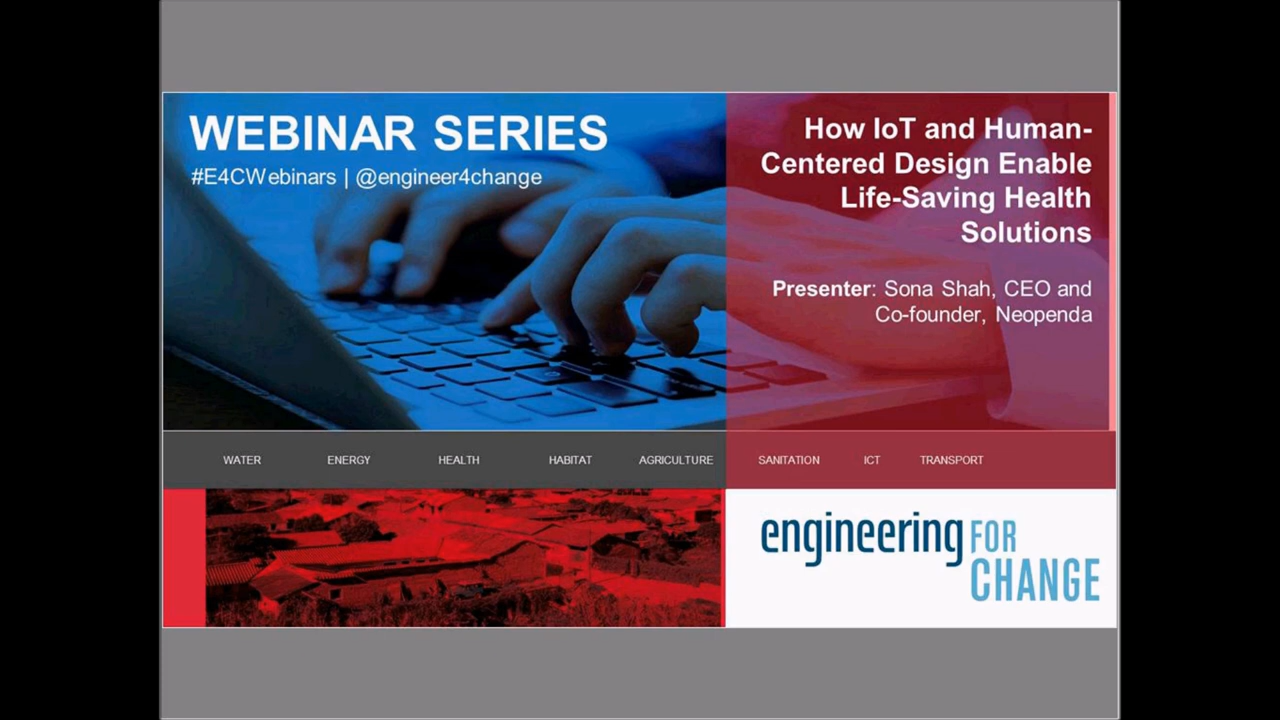 WEBINAR SERIES
#E4CWebinars | @engineer4change
How IoT and Human-
Centered Design Enable
Life-Saving Health
Solutions
Presenter: Sona Shah, CEO and
Co-founder, Neopenda
WATER ENERGY HEALTH HABITAT AGRICULTURE SANITATION ICT TRANSPORT
engineering FOR
CHANGE